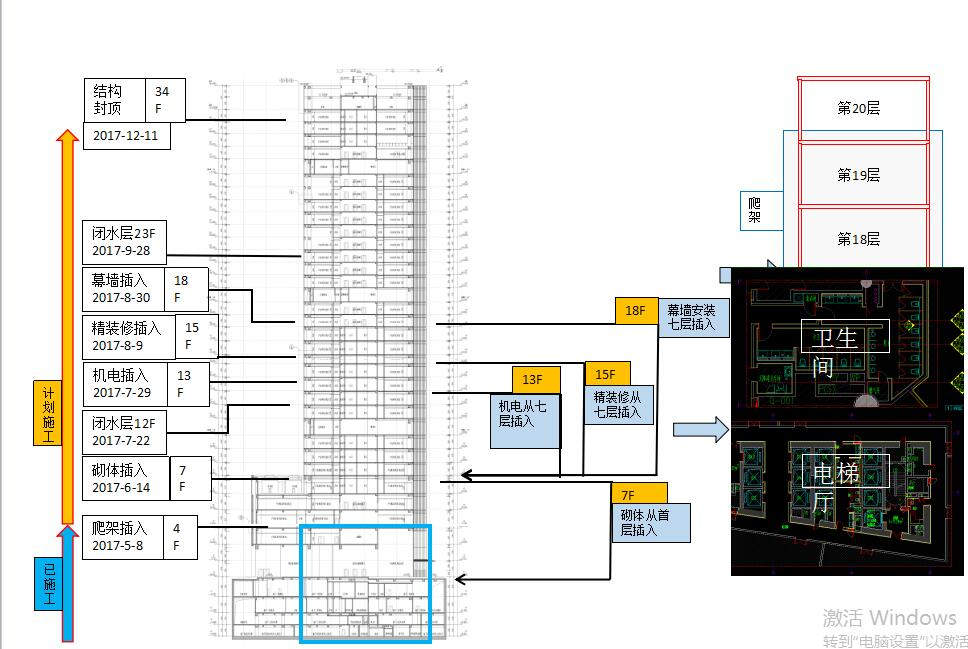 结构
封顶
34
F
2017-12-11
闭水层23F
2017-9-28
幕墙插入
2017-8-30
18
F
精装修插入
2017-8-9
15
F
机电插入
2017-7-29
13
F
闭水层12F
2017-7-22
砌体插入
2017-6-14
7
F
爬架插入
2017-5-8
4
F
计划施工
已施工
18F
幕墙安装
七层插入
15F
精装修从
七层插入
13F
机电从七
层插入
7F
砌体从首
层插入
第20层
第19层
第18层
爬
架
卫生
间
电梯
厅
激活 Windows
转到"电脑设置"以激活